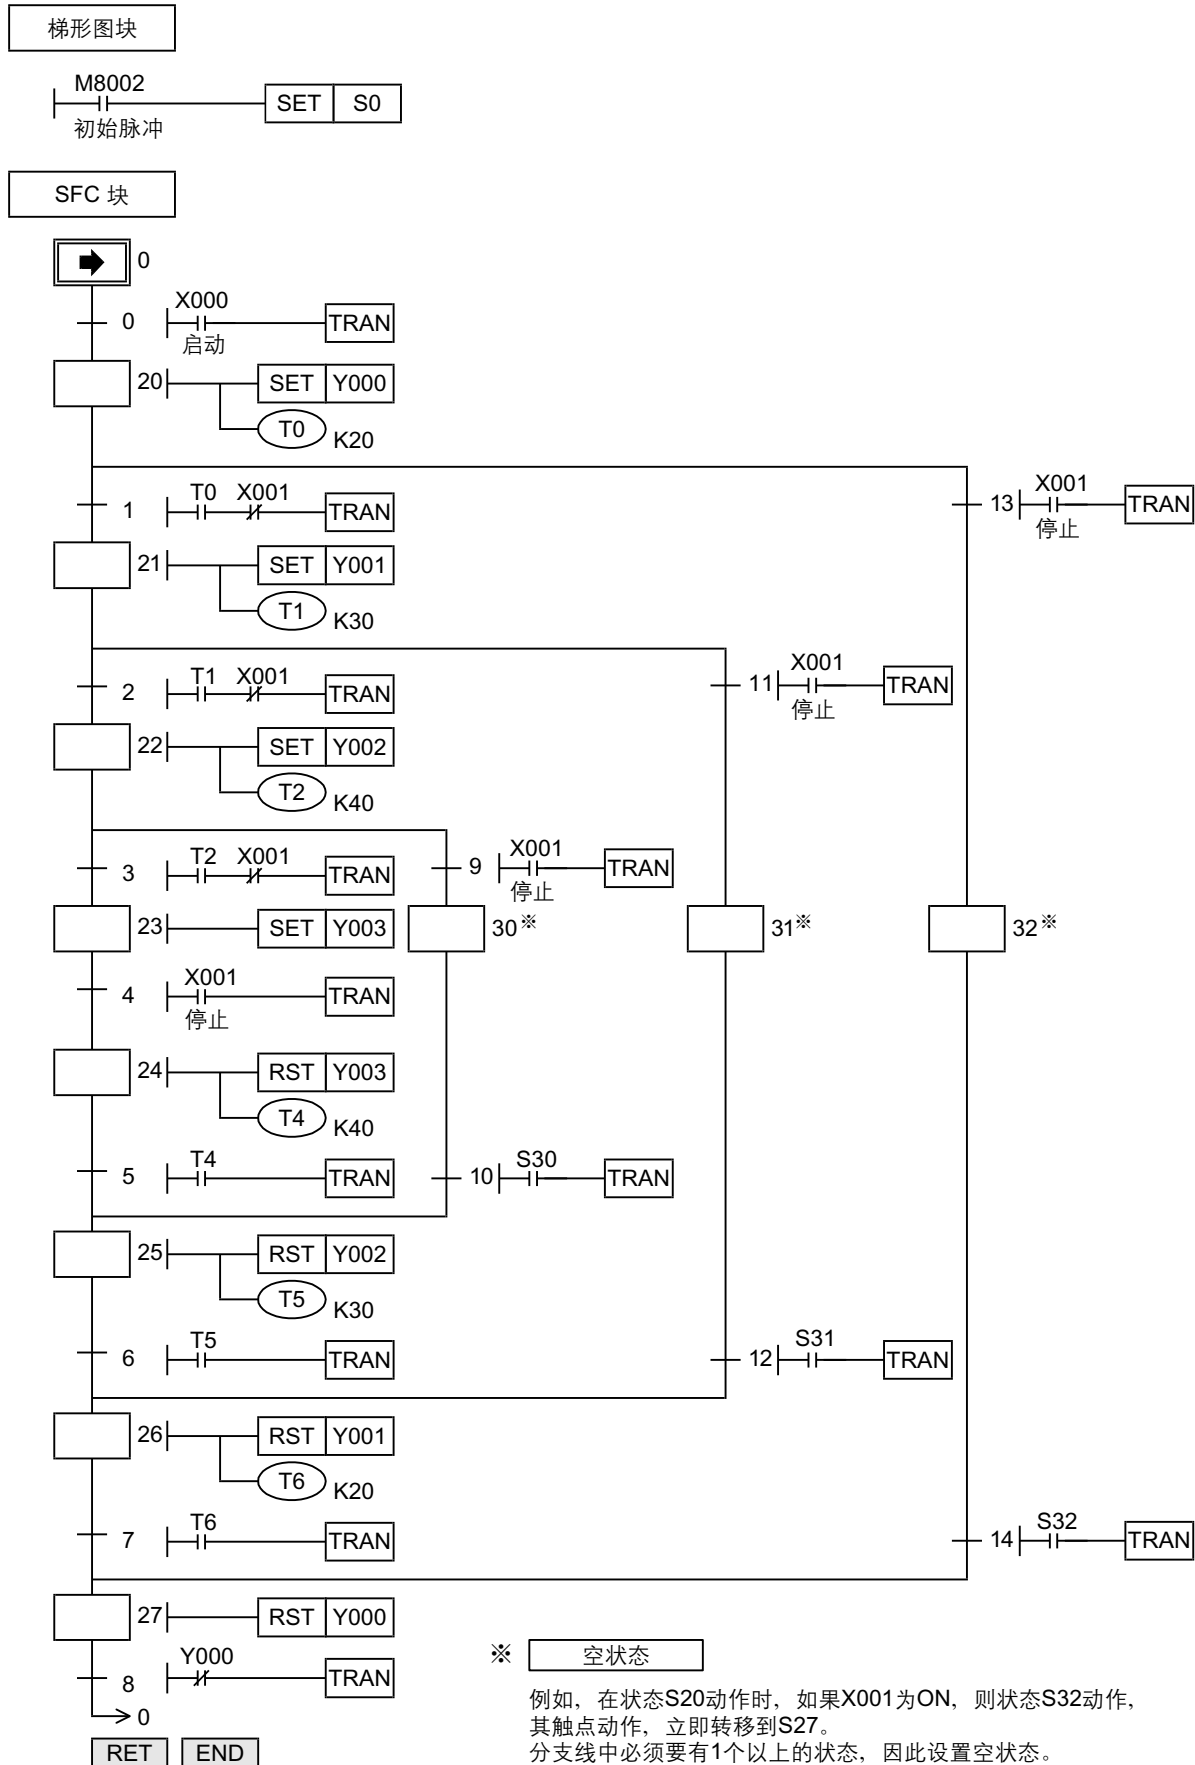 梯形图块
M8002
SET S0
初始脉冲
SFC 块
0
X000
0 TRAN
启动
20 SET Y000
T0 K20
T0 X001
1 TRAN
X001
13 TRAN
停止
21 SET Y001
T1 K30
T1 X001
2 TRAN
X001
11 TRAN
停止
22 SET Y002
T2 K40
T2 X001
3 TRAN
X001
9 TRAN
停止
23 SET Y003
30※
31※
32※
X001
4 TRAN
停止
24 RST Y003
T4 K40
T4
5 TRAN
S30
10 TRAN
25 RST Y002
T5 K30
T5
6 TRAN
S31
12 TRAN
26 RST Y001
T6 K20
T6
7 TRAN
S32
14 TRAN
27 RST Y000
Y000
8 TRAN
0
RET END
※ 空状态
例如，在状态S20动作时，如果X001为ON，则状态S32动作，
其触点动作，立即转移到S27。
分支线中必须要有1个以上的状态，因此设置空状态。